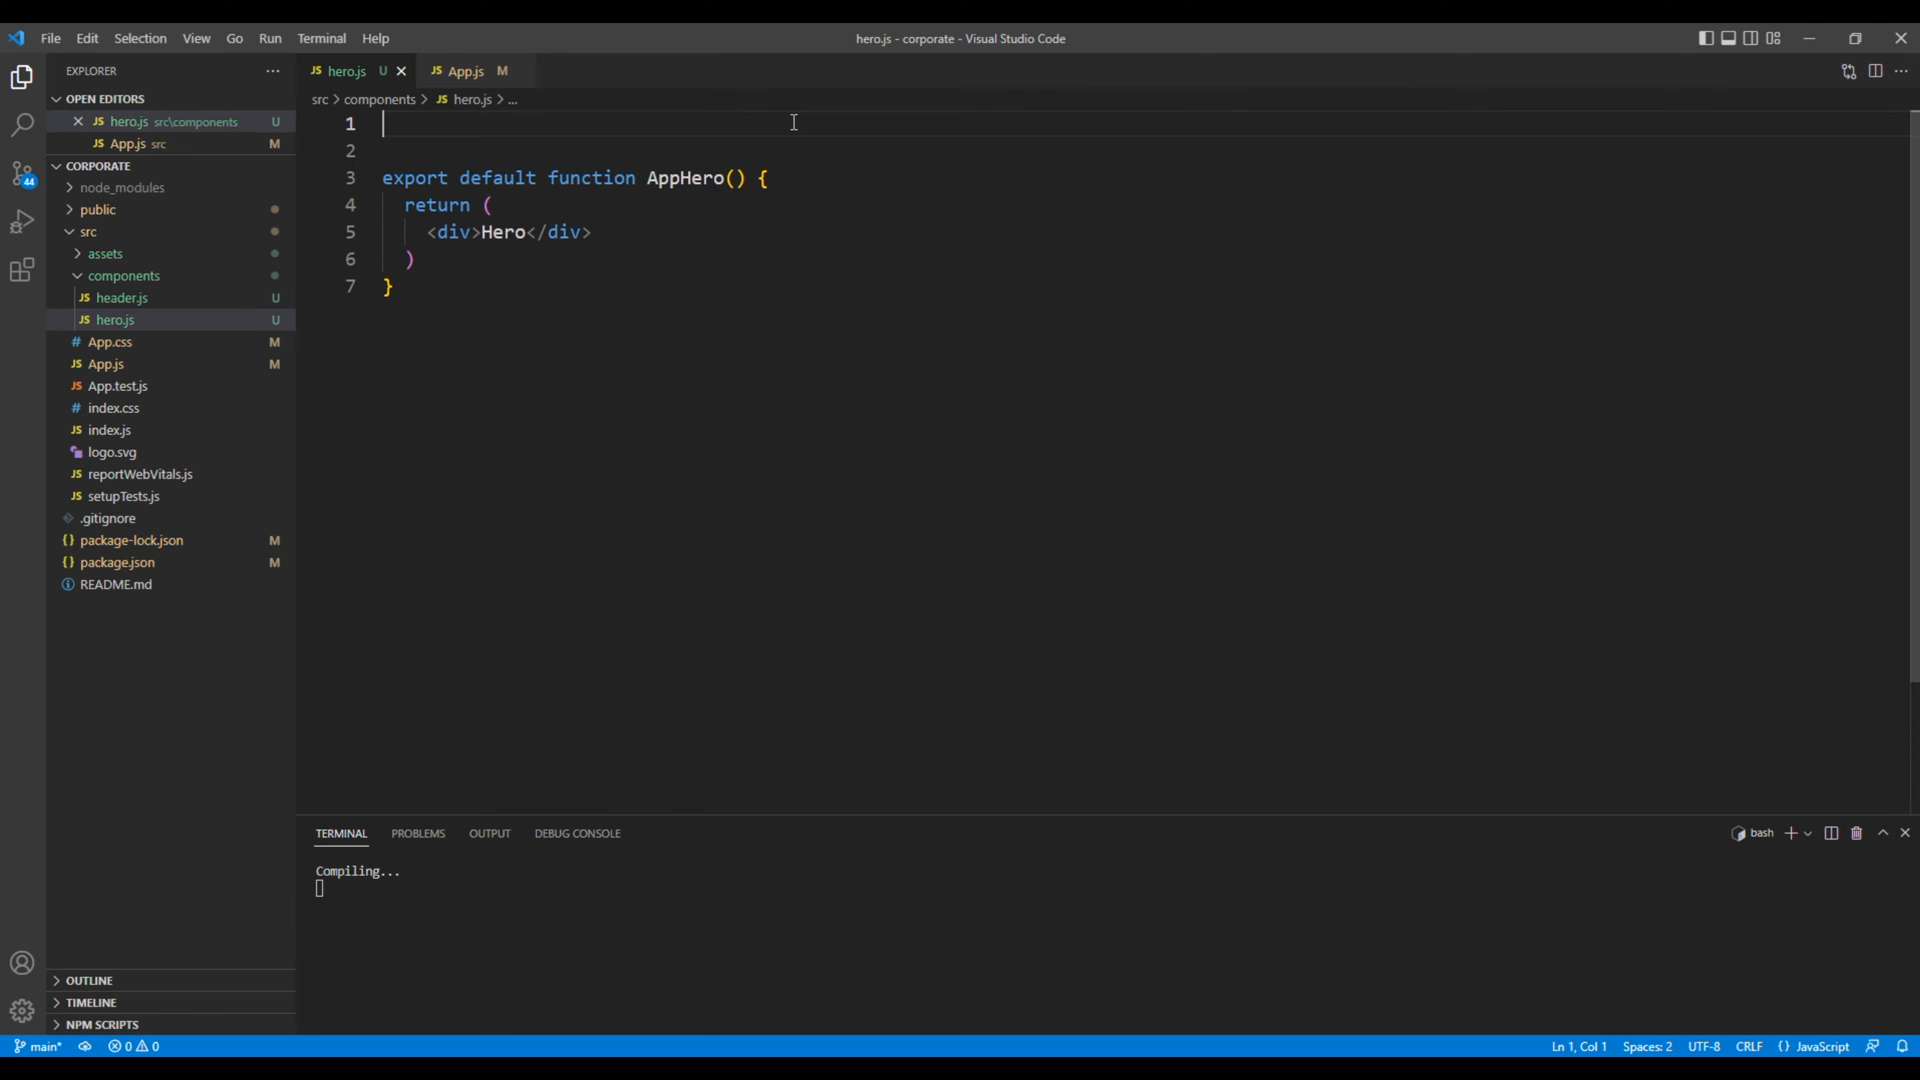 File Edit Selection View Go Run Terminal Help
hero.js - corporate - Visual Studio Code
EXPLORER
OPEN EDITORS
hero.js src\components U
App.js src M
CORPORATE
node_modules
public
src
assets
components
JS header.js U
JS hero.js U
# App.css M
JS App.js M
JS App.test.js
# index.css
JS index.js
logo.svg
JS reportWebVitals.js
JS setupTests.js
.gitignore
{} package-lock.json M
{} package.json M
README.md
OUTLINE
TIMELINE
NPM SCRIPTS
44
JS hero.js U
JS App.js M
src > components > JS hero.js > ...
1
2
3 export default function AppHero() {
4 return (
5 <div>Hero</div>
6 )
7 }
TERMINAL PROBLEMS OUTPUT DEBUG CONSOLE
bash
Compiling...
main*
0 0
Ln 1, Col 1 Spaces: 2 UTF-8 CRLF {} JavaScript